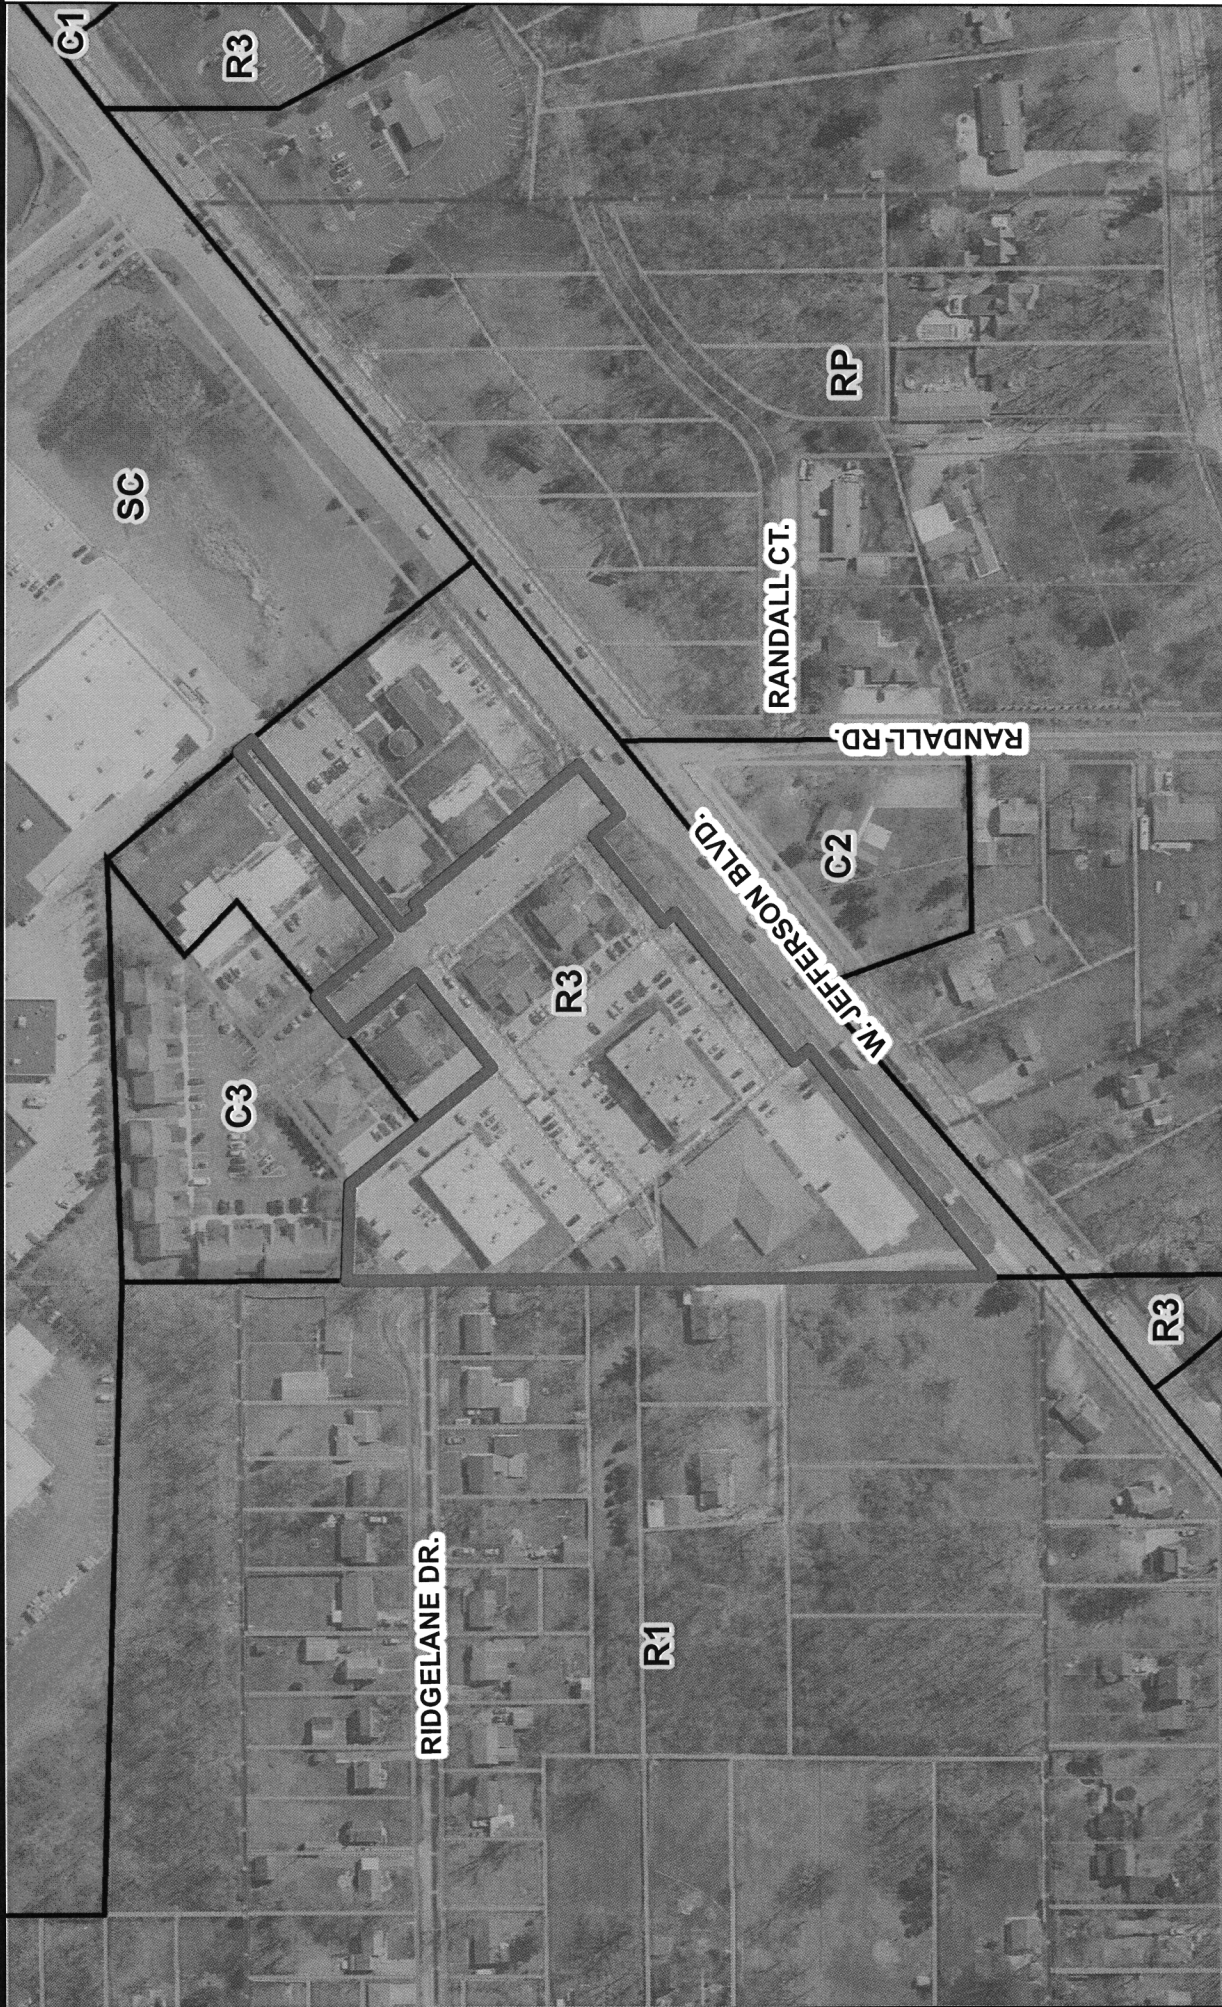 C1
R3
SC
RP
RANDALL CT.
RANDALL RD.
C2
W. JEFFERSON BLVD.
R3
C3
R3
RIDGELANE DR.
R1